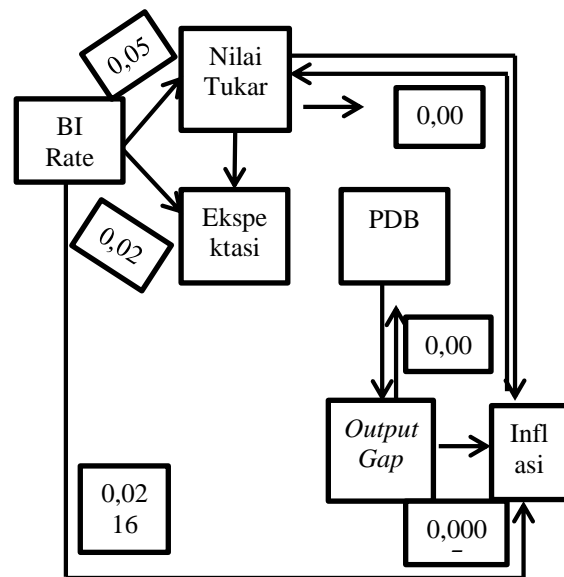 0,05
Nilai
Tukar
0,00
BI
Rate
0,02
Ekspe
ktasi
PDB
0,00
Output
Gap
Infl
asi
0,02
16
0,000